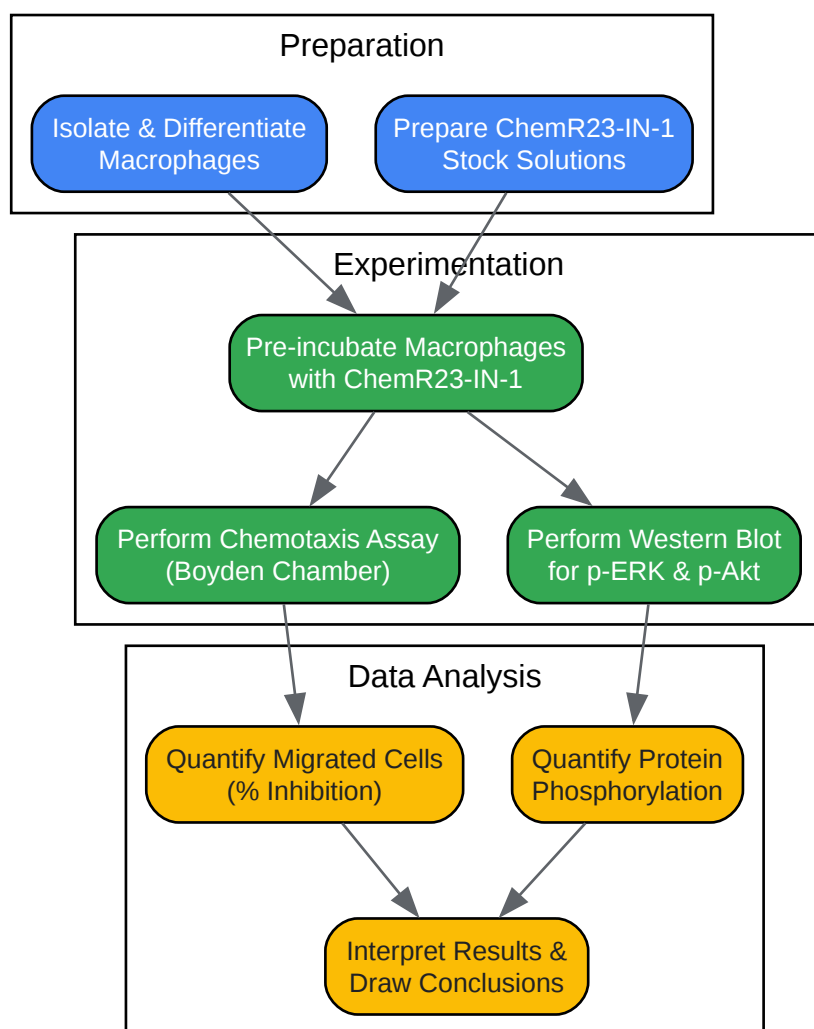 Preparation
Isolate & Differentiate
Macrophages
Prepare ChemR23-IN-1
Stock Solutions
Experimentation
Pre-incubate Macrophages
with ChemR23-IN-1
Perform Chemotaxis Assay
(Boyden Chamber)
Perform Western Blot
for p-ERK & p-Akt
Data Analysis
Quantify Migrated Cells
(% Inhibition)
Quantify Protein
Phosphorylation
Interpret Results &
Draw Conclusions